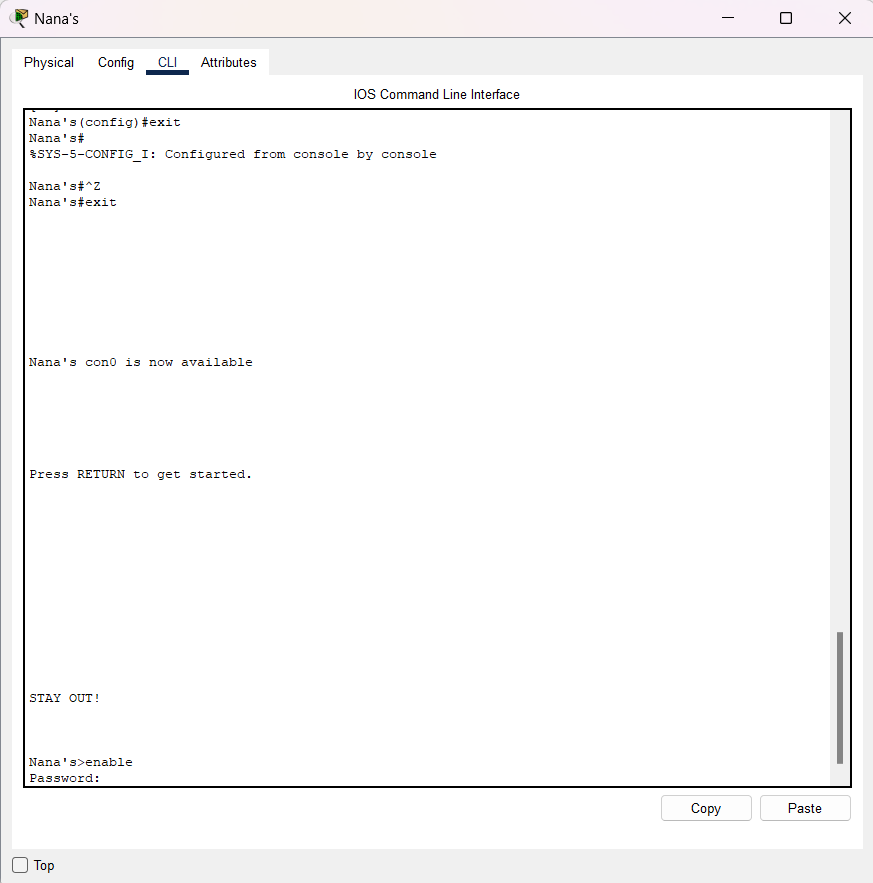 Nana's
Physical Config CLI Attributes
IOS Command Line Interface
Nana's(config)#exit
Nana's#
%SYS-5-CONFIG_I: Configured from console by console
Nana's#^Z
Nana's#exit
Nana's con0 is now available
Press RETURN to get started.
STAY OUT!
Nana's>enable
Password:
Copy Paste
Top